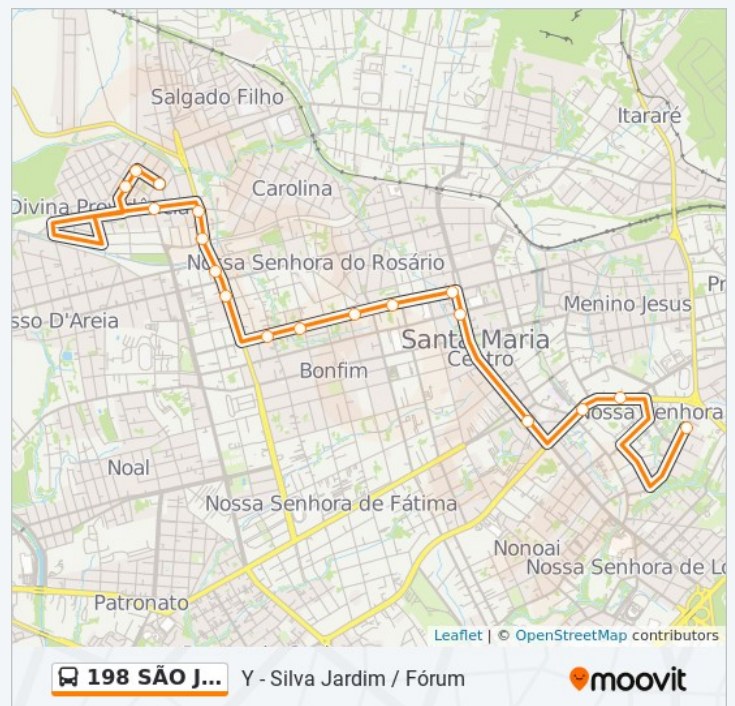 Salgado Filho
Itararé
Carolina
Divina Providência
Nossa Senhora do Rosário
Menino Jesus
Pr
sso D'Areia
Santa Maria
Centro
Bonfim
Nossa Senhora
Noal
Nossa Senhora de Fátima
Nonoai
Nossa Senhora de Lo
Patronato
Leaflet | © OpenStreetMap contributors
198 SÃO J... Y - Silva Jardim / Fórum moovit